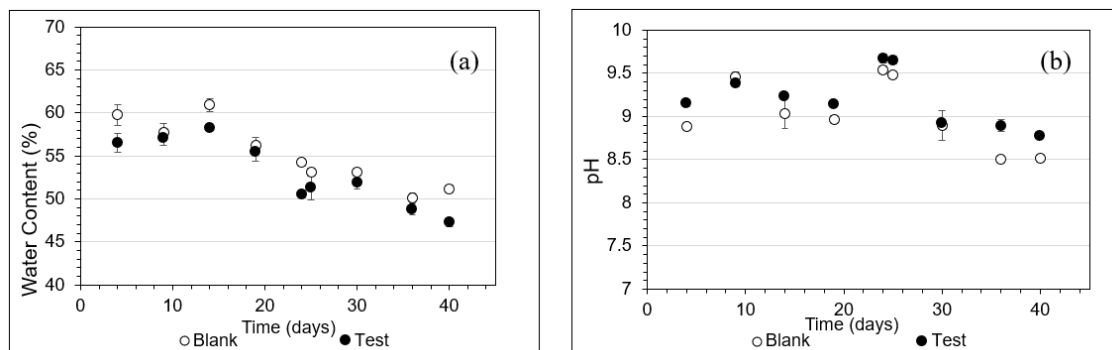 70
65
60
55
50
45
40
Water Content (%)
(a)
0 10 20 30 40
Time (days)
○Blank ●Test
10
9.5
9
8.5
8
7.5
7
pH
(b)
0 10 20 30 40
Time (days)
○Blank ●Test